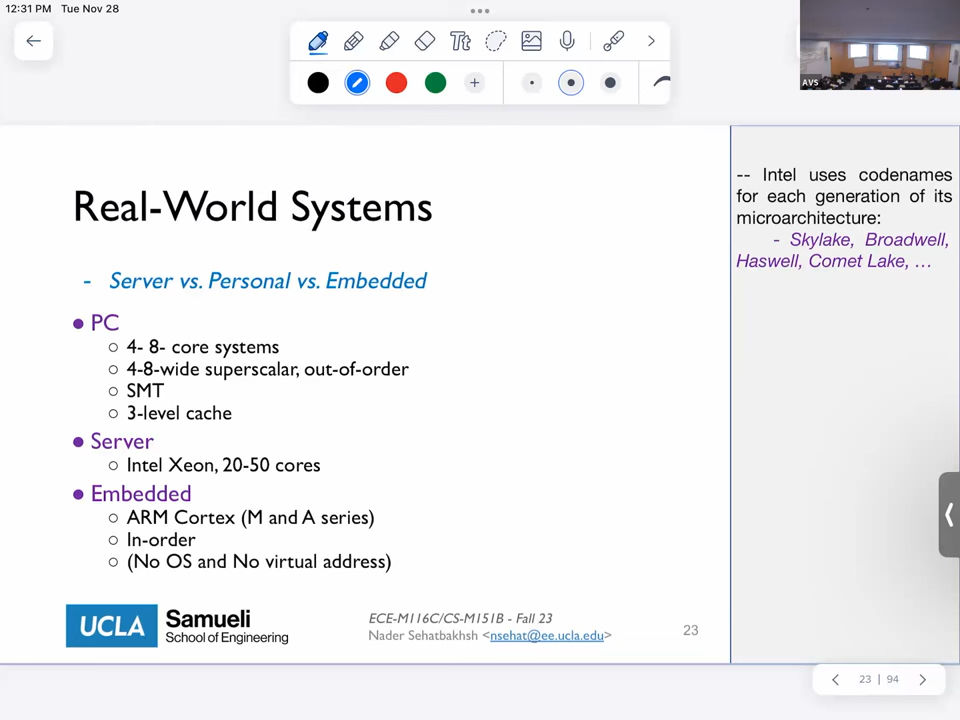 12:31 PM Tue Nov 28
Tt
AVS
Real-World Systems
- Server vs. Personal vs. Embedded
● PC
○ 4- 8- core systems
○ 4-8-wide superscalar, out-of-order
○ SMT
○ 3-level cache
● Server
○ Intel Xeon, 20-50 cores
● Embedded
○ ARM Cortex (M and A series)
○ In-order
○ (No OS and No virtual address)
UCLA Samueli
School of Engineering
ECE-M116C/CS-M151B - Fall 23
Nader Sehatbakhsh <nsehat@ee.ucla.edu>
23
-- Intel uses codenames
for each generation of its
microarchitecture:
- Skylake, Broadwell,
Haswell, Comet Lake, …
23 | 94